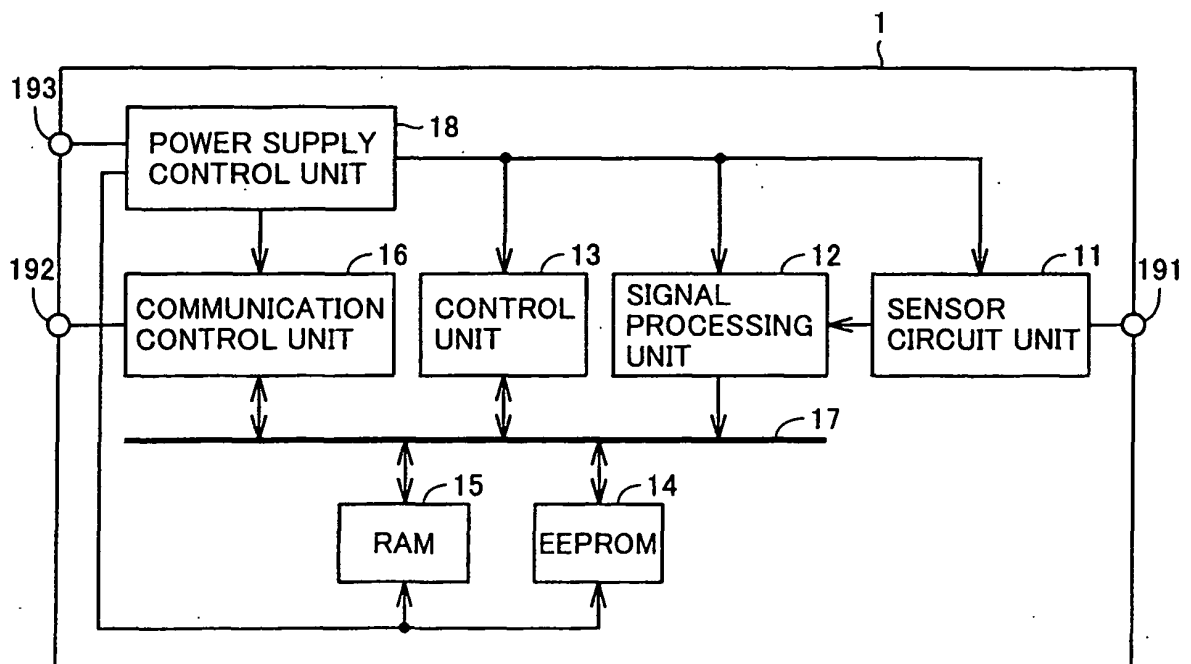 1
193
18
POWER SUPPLY
CONTROL UNIT
192
16
13
12
11
191
COMMUNICATION
CONTROL UNIT
CONTROL
UNIT
SIGNAL
PROCESSING
UNIT
SENSOR
CIRCUIT UNIT
17
15
14
RAM
EEPROM